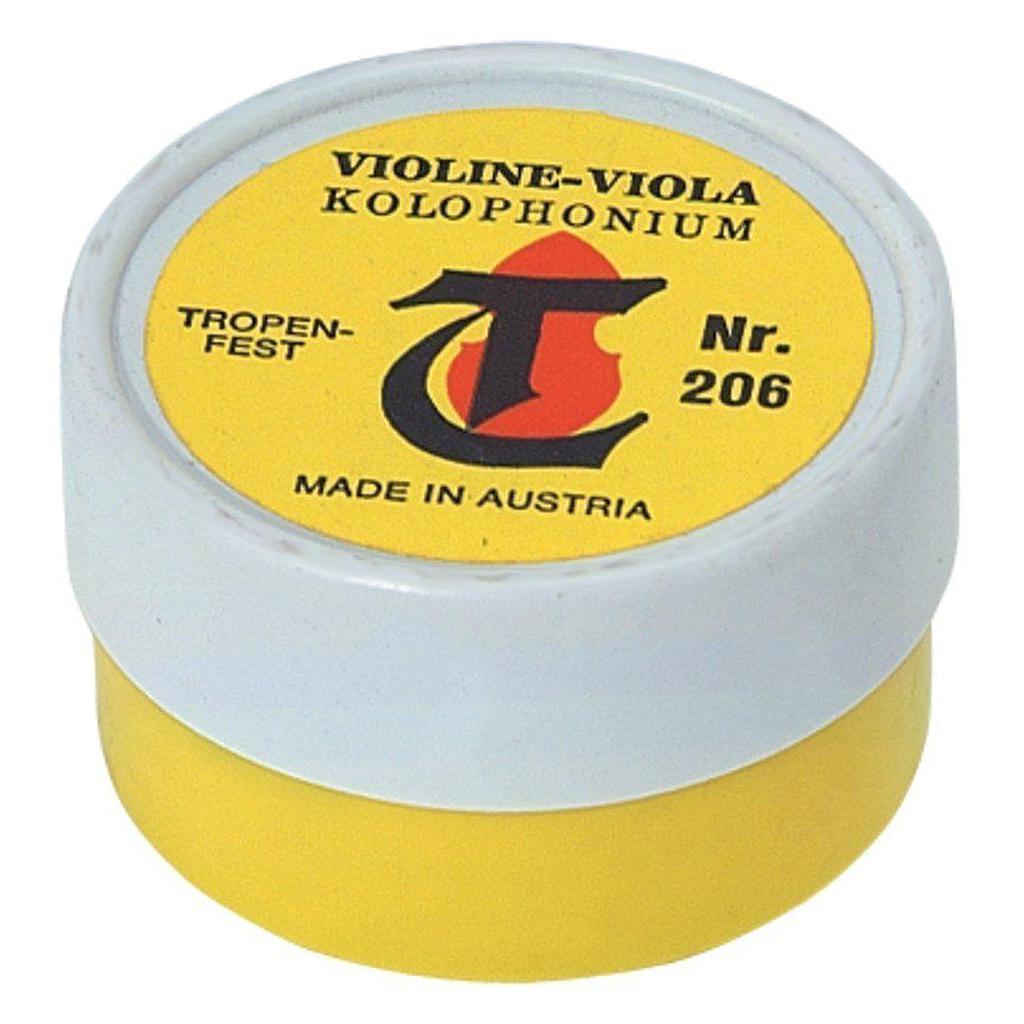 VIOLINE-VIOLA
KOLOPHONIUM
TROPEN-
FEST
T
Nr.
206
MADE IN AUSTRIA